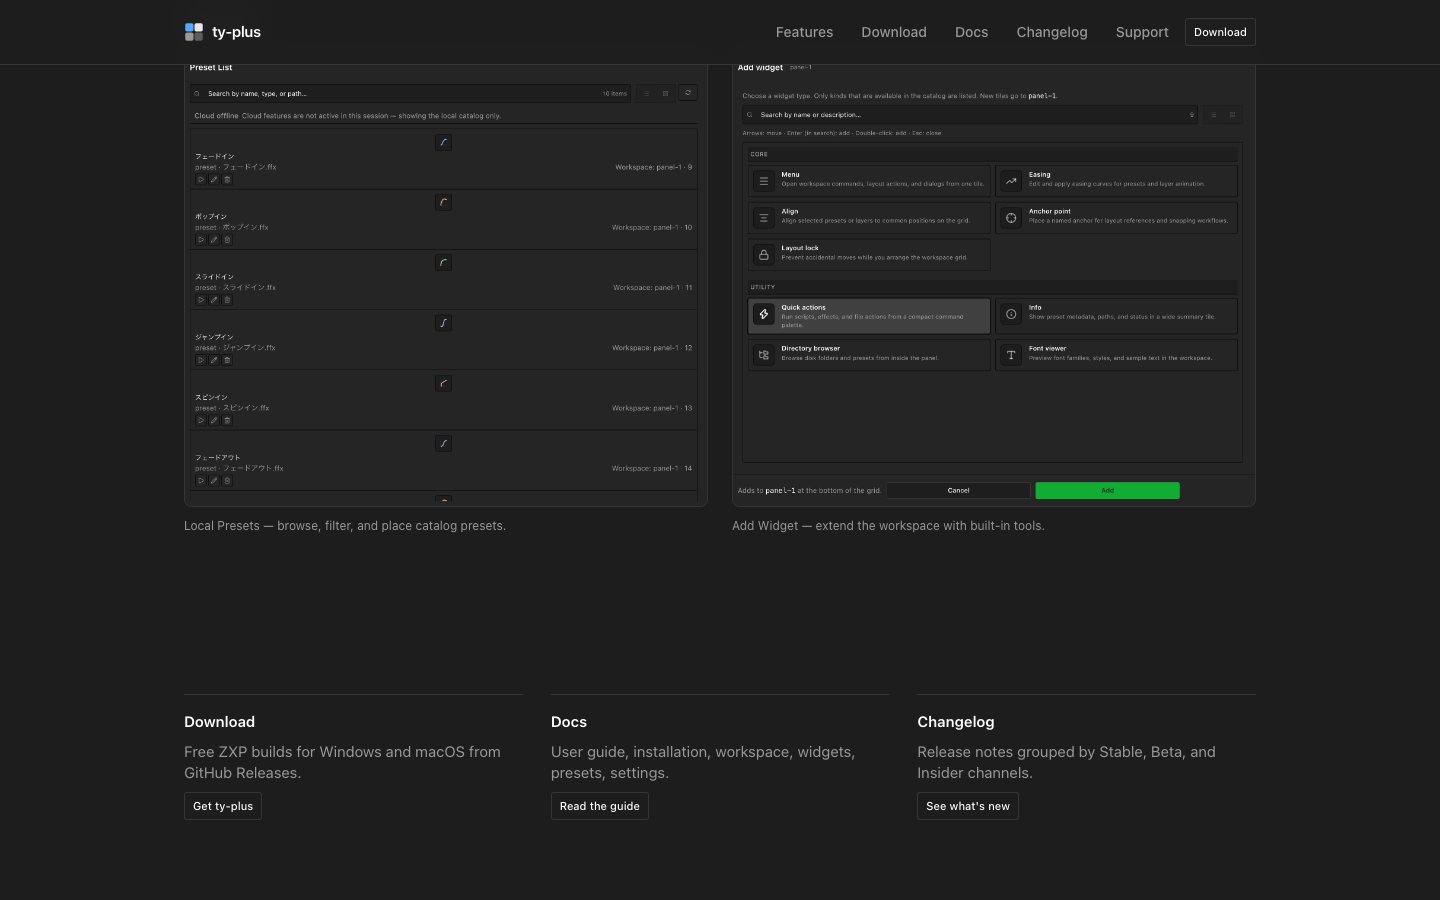 ty-plus
Features
Download
Docs
Changelog
Support
Download
Preset List
Search by name, type, or path...
10 items
Cloud offline Cloud features are not active in this session — showing the local catalog only.
フェードイン
preset · フェードイン.ffx
Workspace: panel-1 · 9
ポップイン
preset · ポップイン.ffx
Workspace: panel-1 · 10
スライドイン
preset · スライドイン.ffx
Workspace: panel-1 · 11
ジャンプイン
preset · ジャンプイン.ffx
Workspace: panel-1 · 12
スピンイン
preset · スピンイン.ffx
Workspace: panel-1 · 13
フェードアウト
preset · フェードアウト.ffx
Workspace: panel-1 · 14
Local Presets — browse, filter, and place catalog presets.
Add widget panel-1
Choose a widget type. Only kinds that are available in the catalog are listed. New tiles go to panel-1.
Search by name or description...
9
Arrows: move · Enter (in search): add · Double-click: add · Esc: close
CORE
Menu
Open workspace commands, layout actions, and dialogs from one tile.
Easing
Edit and apply easing curves for presets and layer animation.
Align
Align selected presets or layers to common positions on the grid.
Anchor point
Place a named anchor for layout references and snapping workflows.
Layout lock
Prevent accidental moves while you arrange the workspace grid.
UTILITY
Quick actions
Run scripts, effects, and file actions from a compact command
palette.
Info
Show preset metadata, paths, and status in a wide summary tile.
Directory browser
Browse disk folders and presets from inside the panel.
Font viewer
Preview font families, styles, and sample text in the workspace.
Adds to panel-1 at the bottom of the grid.
Cancel
Add
Add Widget — extend the workspace with built-in tools.
Download
Free ZXP builds for Windows and macOS from
GitHub Releases.
Get ty-plus
Docs
User guide, installation, workspace, widgets,
presets, settings.
Read the guide
Changelog
Release notes grouped by Stable, Beta, and
Insider channels.
See what's new